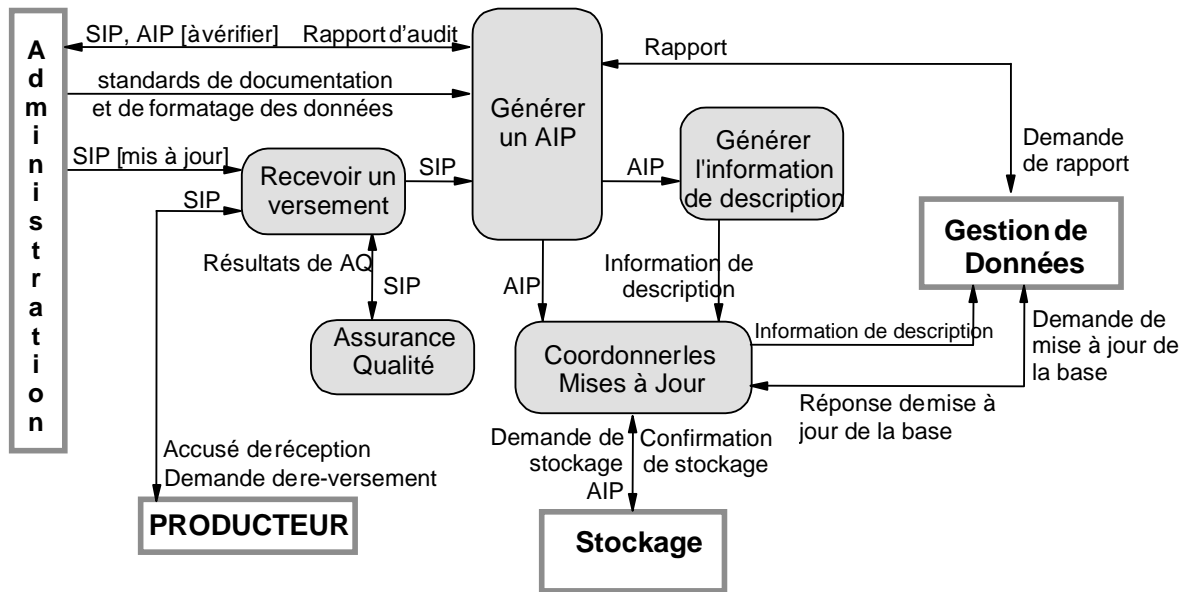 Administration
SIP, AIP [à vérifier] Rapport d'audit
standards de documentation
et de formatage des données
SIP [mis à jour]
SIP
Recevoir un
versement
SIP
Générer
un AIP
Rapport
AIP
Générer
l'information
de description
Demande
de rapport
Gestion de
Données
Résultats de AQ
SIP
Assurance
Qualité
AIP
Information de
description
Coordonner les
Mises à Jour
Information de description
Demande de
mise à jour de
la base
Réponse de mise à
jour de la base
Accusé de réception
Demande de re-versement
PRODUCTEUR
Demande de
stockage
AIP
Confirmation
de stockage
Stockage